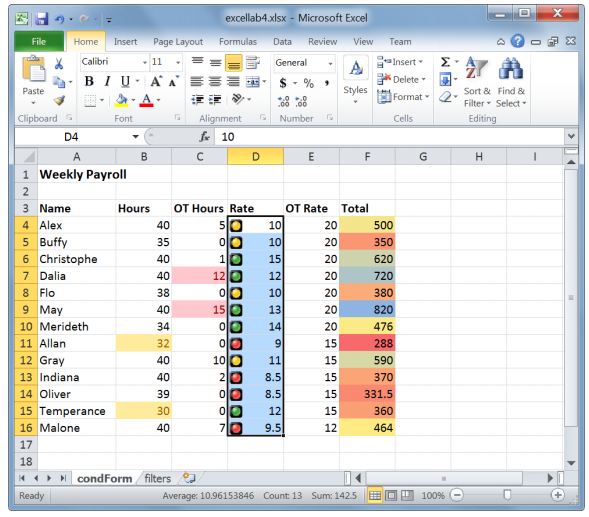 excellab4.xlsx - Microsoft Excel
File Home Insert Page Layout Formulas Data Review View Team
Calibri 11 General Insert Σ
Paste B I U A A $ % , Styles Delete Sort & Find &
A .00 .0 Format Filter Select
Clipboard Font Alignment Number Cells Editing
D4 fx 10
A B C D E F G H I
1 Weekly Payroll
2
3 Name Hours OT Hours Rate OT Rate Total
4 Alex 40 5 10 20 500
5 Buffy 35 0 10 20 350
6 Christophe 40 1 15 20 620
7 Dalia 40 12 12 20 720
8 Flo 38 0 10 20 380
9 May 40 15 13 20 820
10 Merideth 34 0 14 20 476
11 Allan 32 0 9 15 288
12 Gray 40 10 11 15 590
13 Indiana 40 2 8.5 15 370
14 Oliver 39 0 8.5 15 331.5
15 Temperance 30 0 12 15 360
16 Malone 40 7 9.5 12 464
17
18
condForm filters
Ready Average: 10.96153846 Count: 13 Sum: 142.5 100%